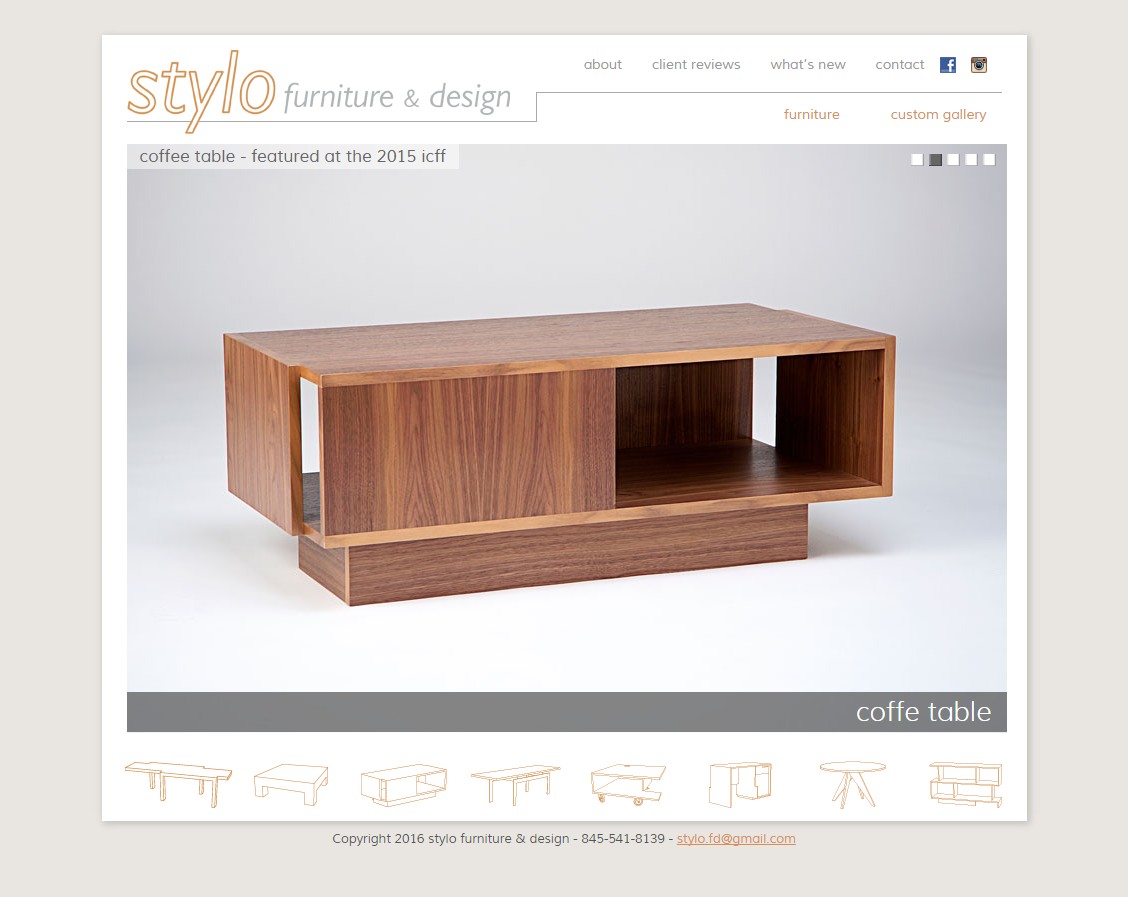 stylo furniture & design
about client reviews what's new contact
furniture custom gallery
coffee table - featured at the 2015 icff
coffe table
Copyright 2016 stylo furniture & design - 845-541-8139 - stylo.fd@gmail.com